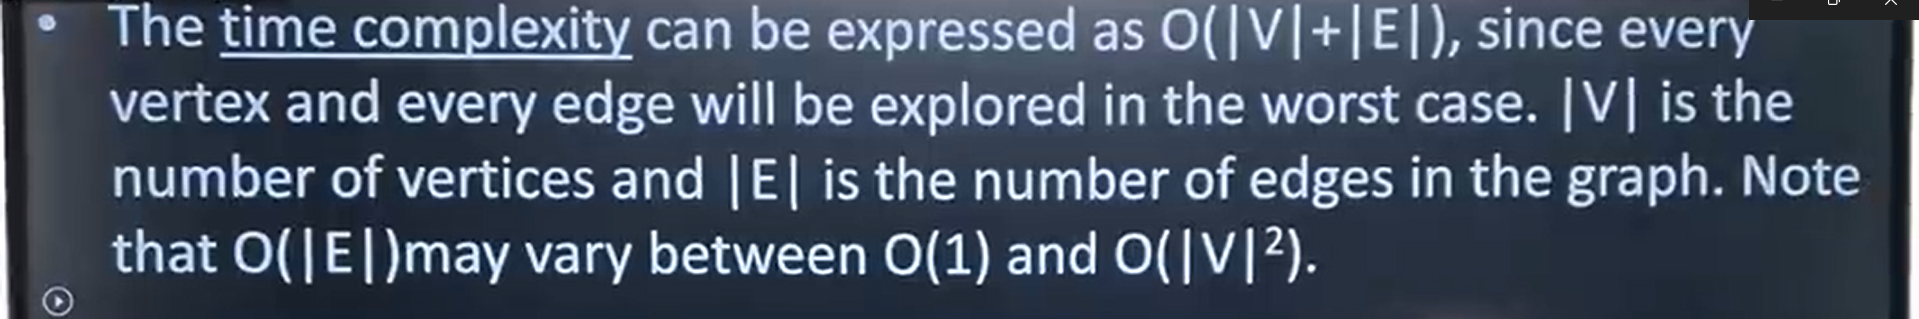 • The time complexity can be expressed as O(|V|+|E|), since every
vertex and every edge will be explored in the worst case. |V| is the
number of vertices and |E| is the number of edges in the graph. Note
that O(|E|)may vary between O(1) and O(|V|²).